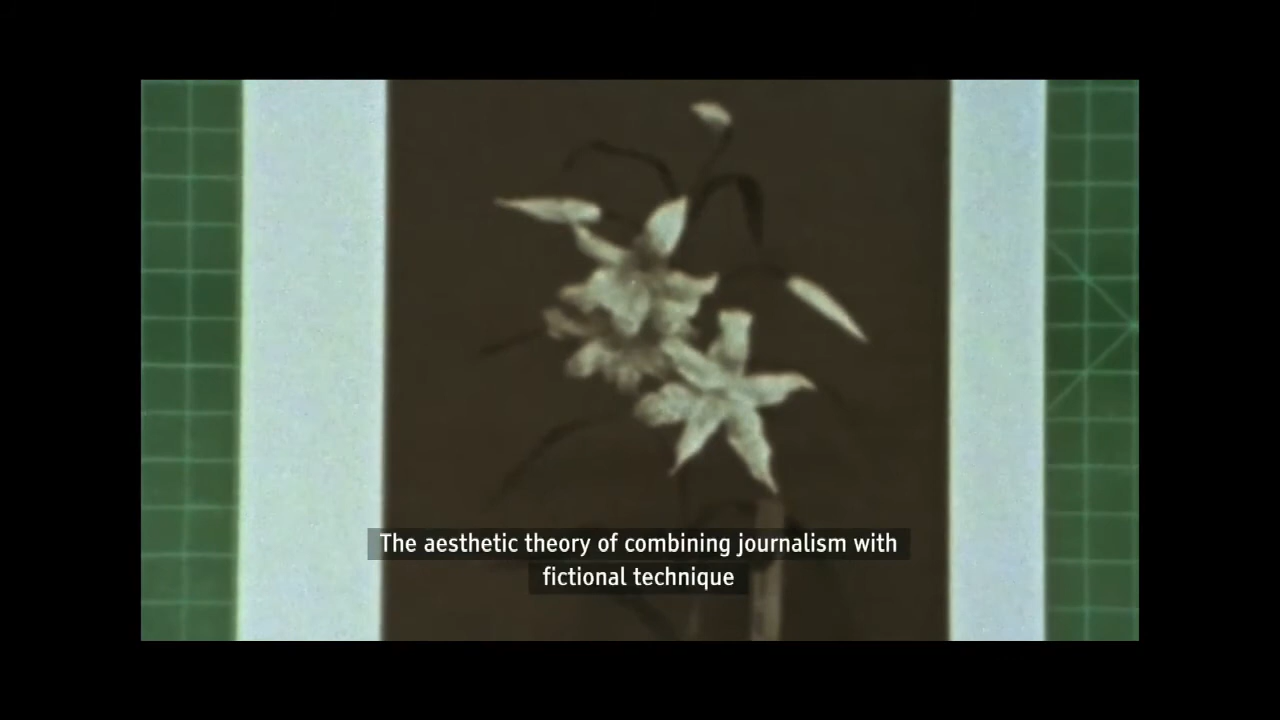 The aesthetic theory of combining journalism with
fictional technique